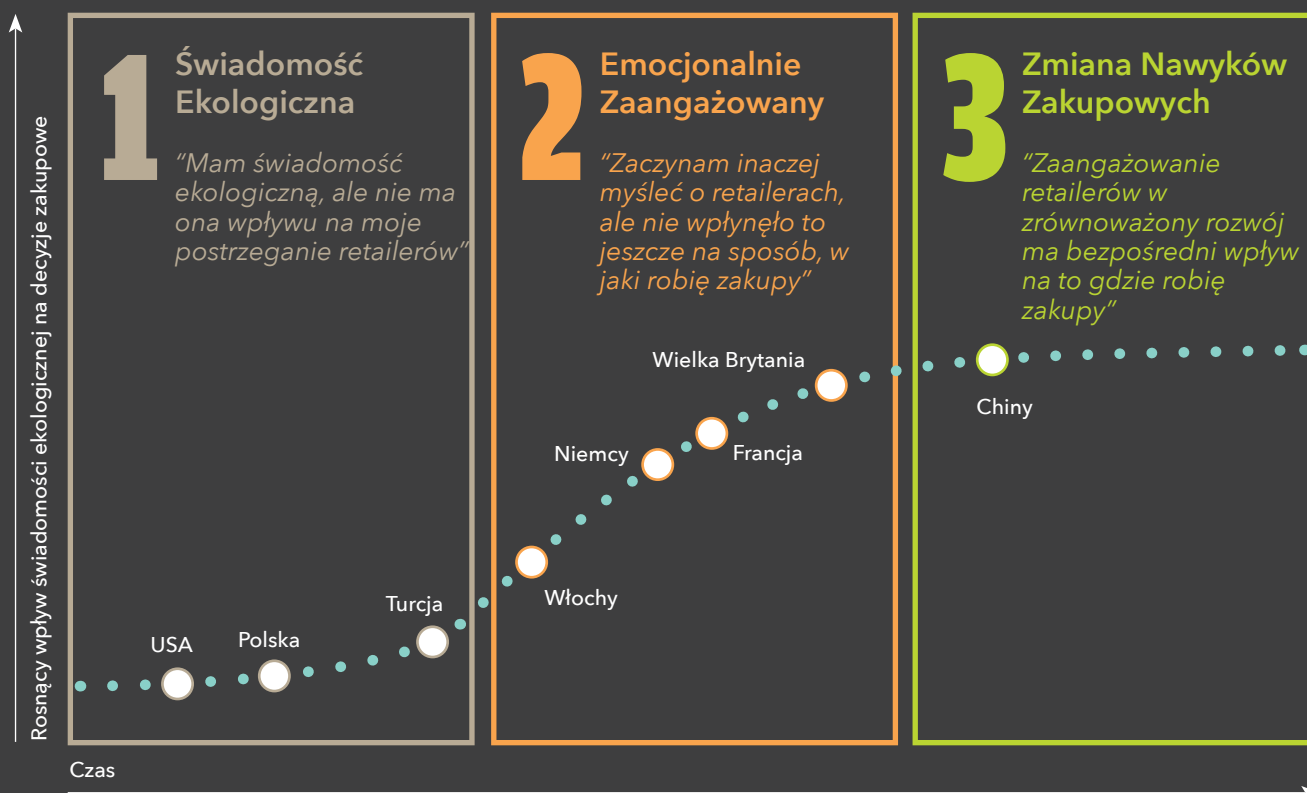 Rosnący wpływ świadomości ekologicznej na decyzje zakupowe
1
Świadomość
Ekologiczna
“Mam świadomość
ekologiczną, ale nie ma
ona wpływu na moje
postrzeganie retailerów”
2
Emocjonalnie
Zaangażowany
“Zaczynam inaczej
myśleć o retailerach,
ale nie wpłynęło to
jeszcze na sposób, w
jaki robię zakupy”
3
Zmiana Nawyków
Zakupowych
“Zaangażowanie
retailerów w
zrównoważony rozwój
ma bezpośredni wpływ
na to gdzie robię
zakupy”
USA
Polska
Turcja
Włochy
Niemcy
Francja
Wielka Brytania
Chiny
Czas